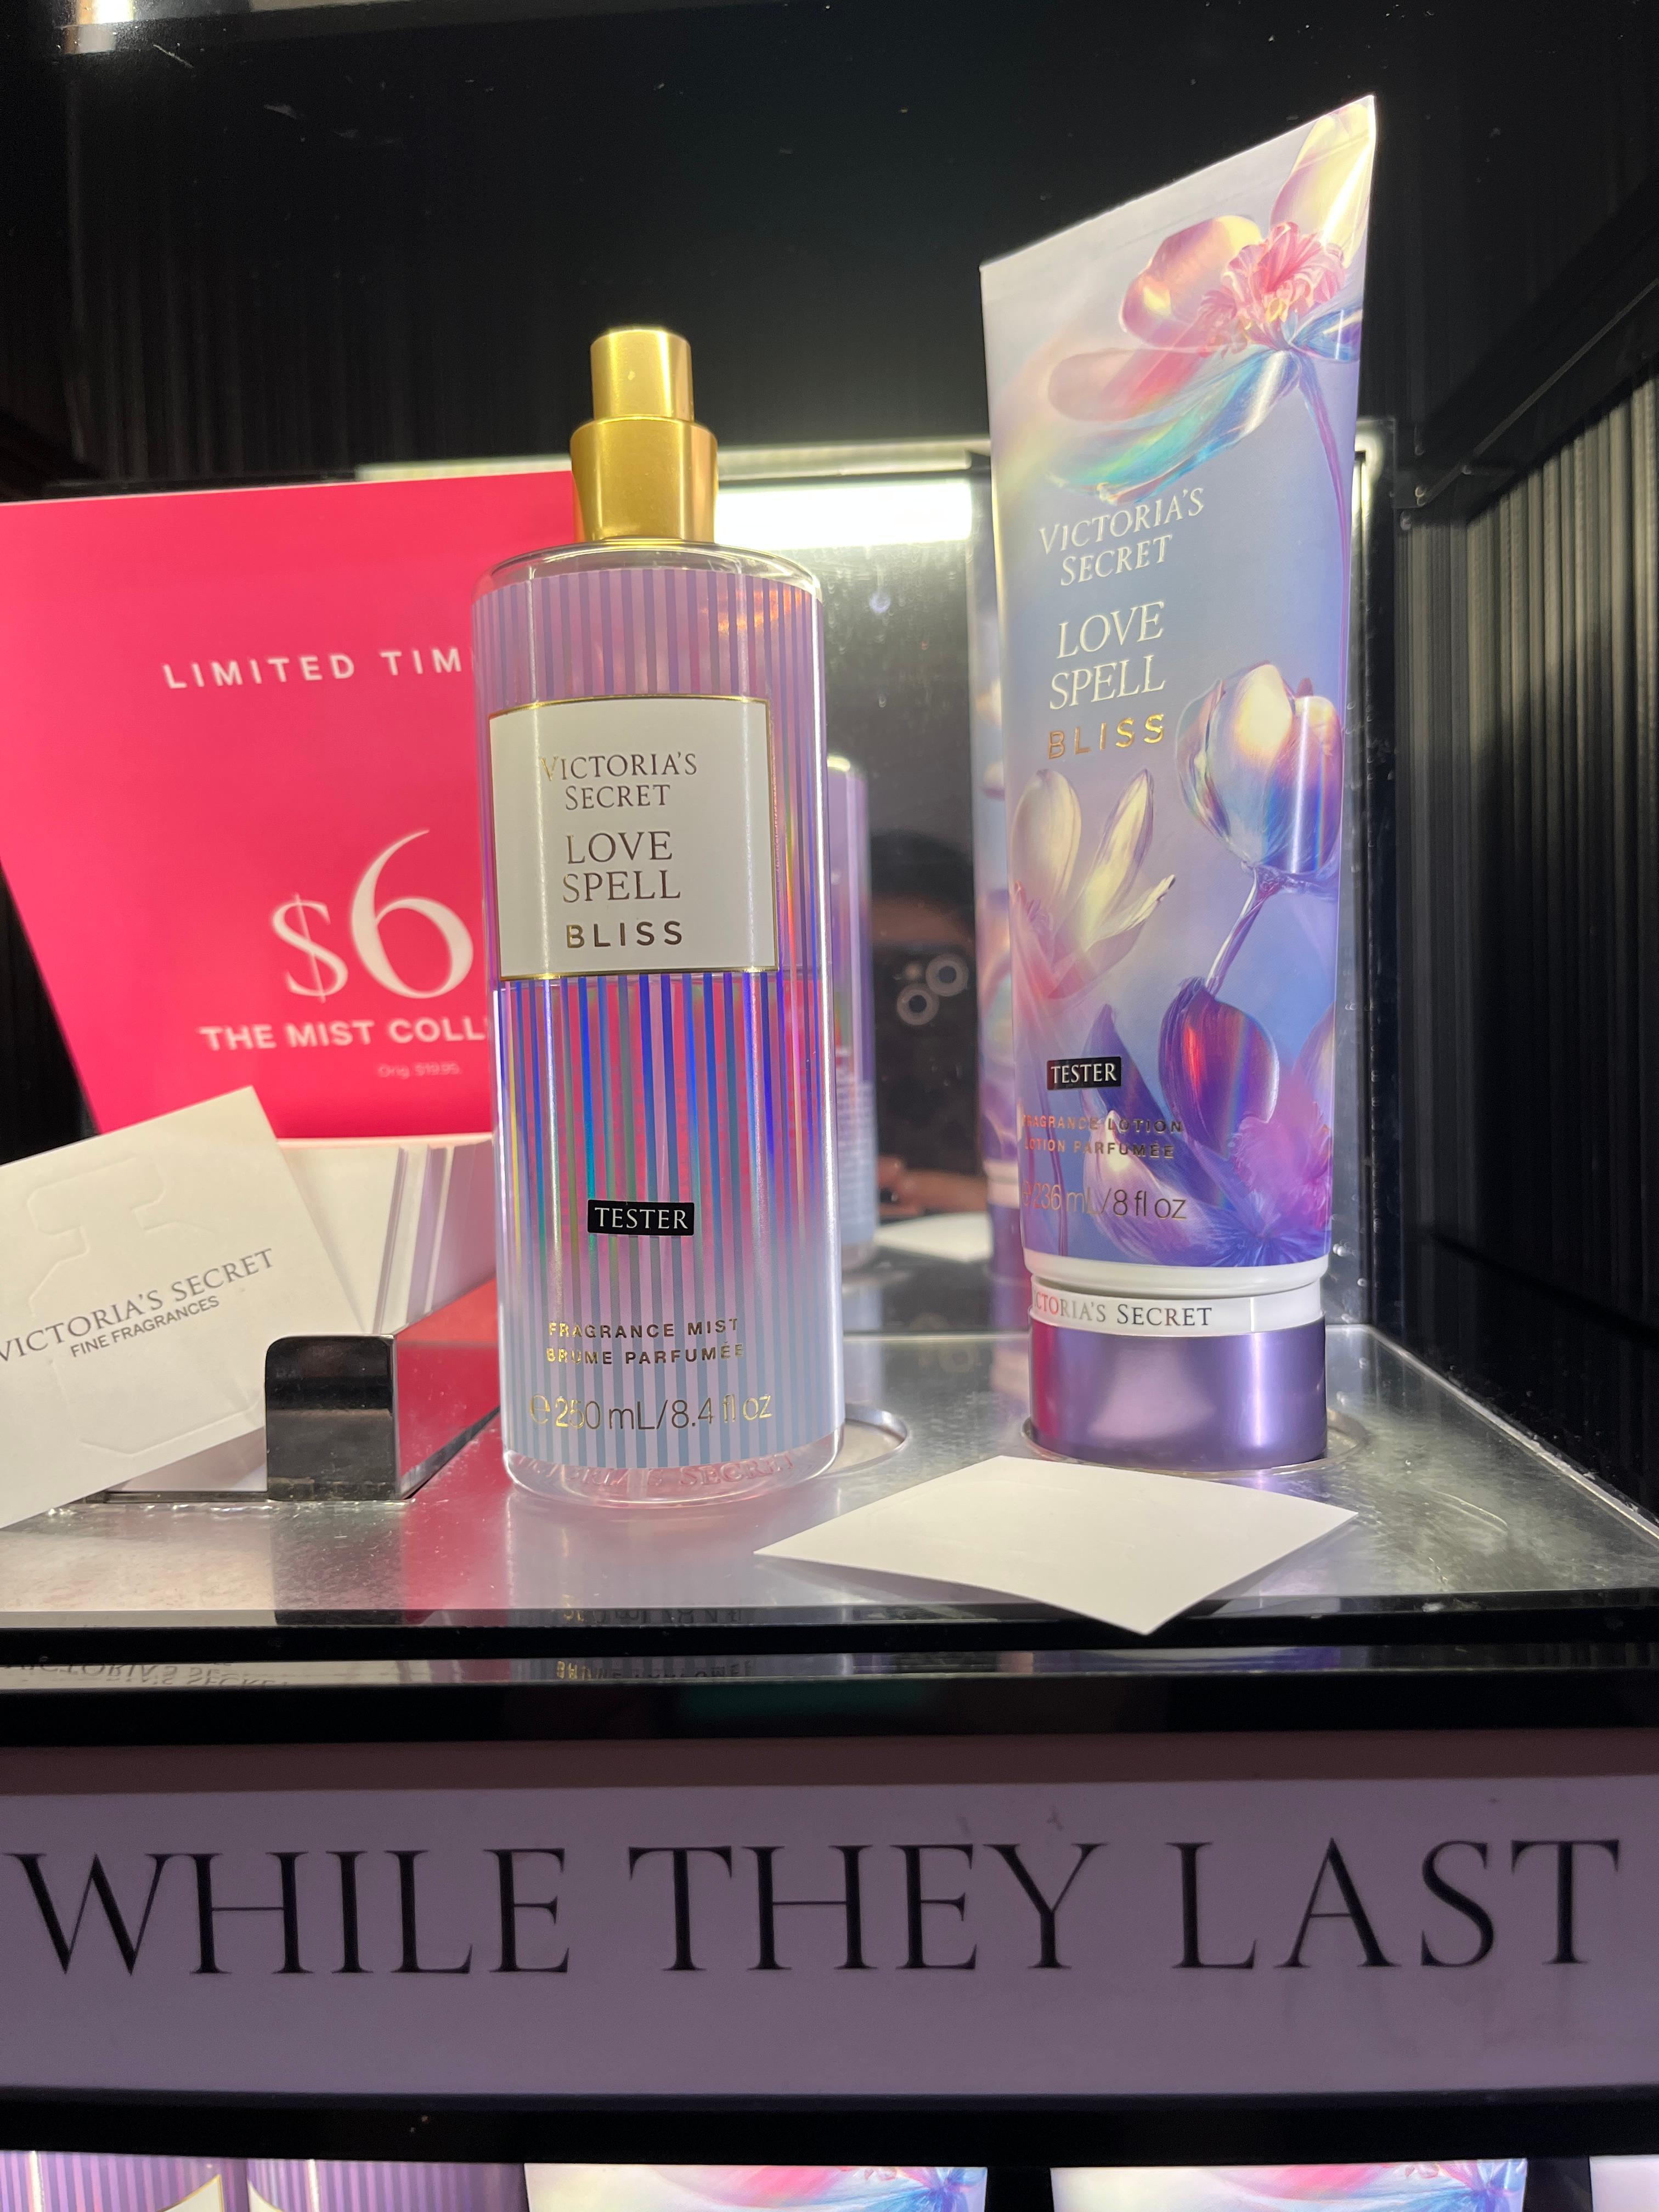 LIMITED TIM
$6
THE MIST COLL
Orig. $19.95.
VICTORIA'S SECRET
FINE FRAGRANCES
VICTORIA'S
SECRET
LOVE
SPELL
BLISS
TESTER
FRAGRANCE MIST
BRUME PARFUMÉE
e 250 mL/8.4 fl oz
VICTORIA'S
SECRET
LOVE
SPELL
BLISS
TESTER
FRAGRANCE LOTION
LOTION PARFUMÉE
e 236 mL/8 fl oz
CTORIA'S SECRET
WHILE THEY LAST